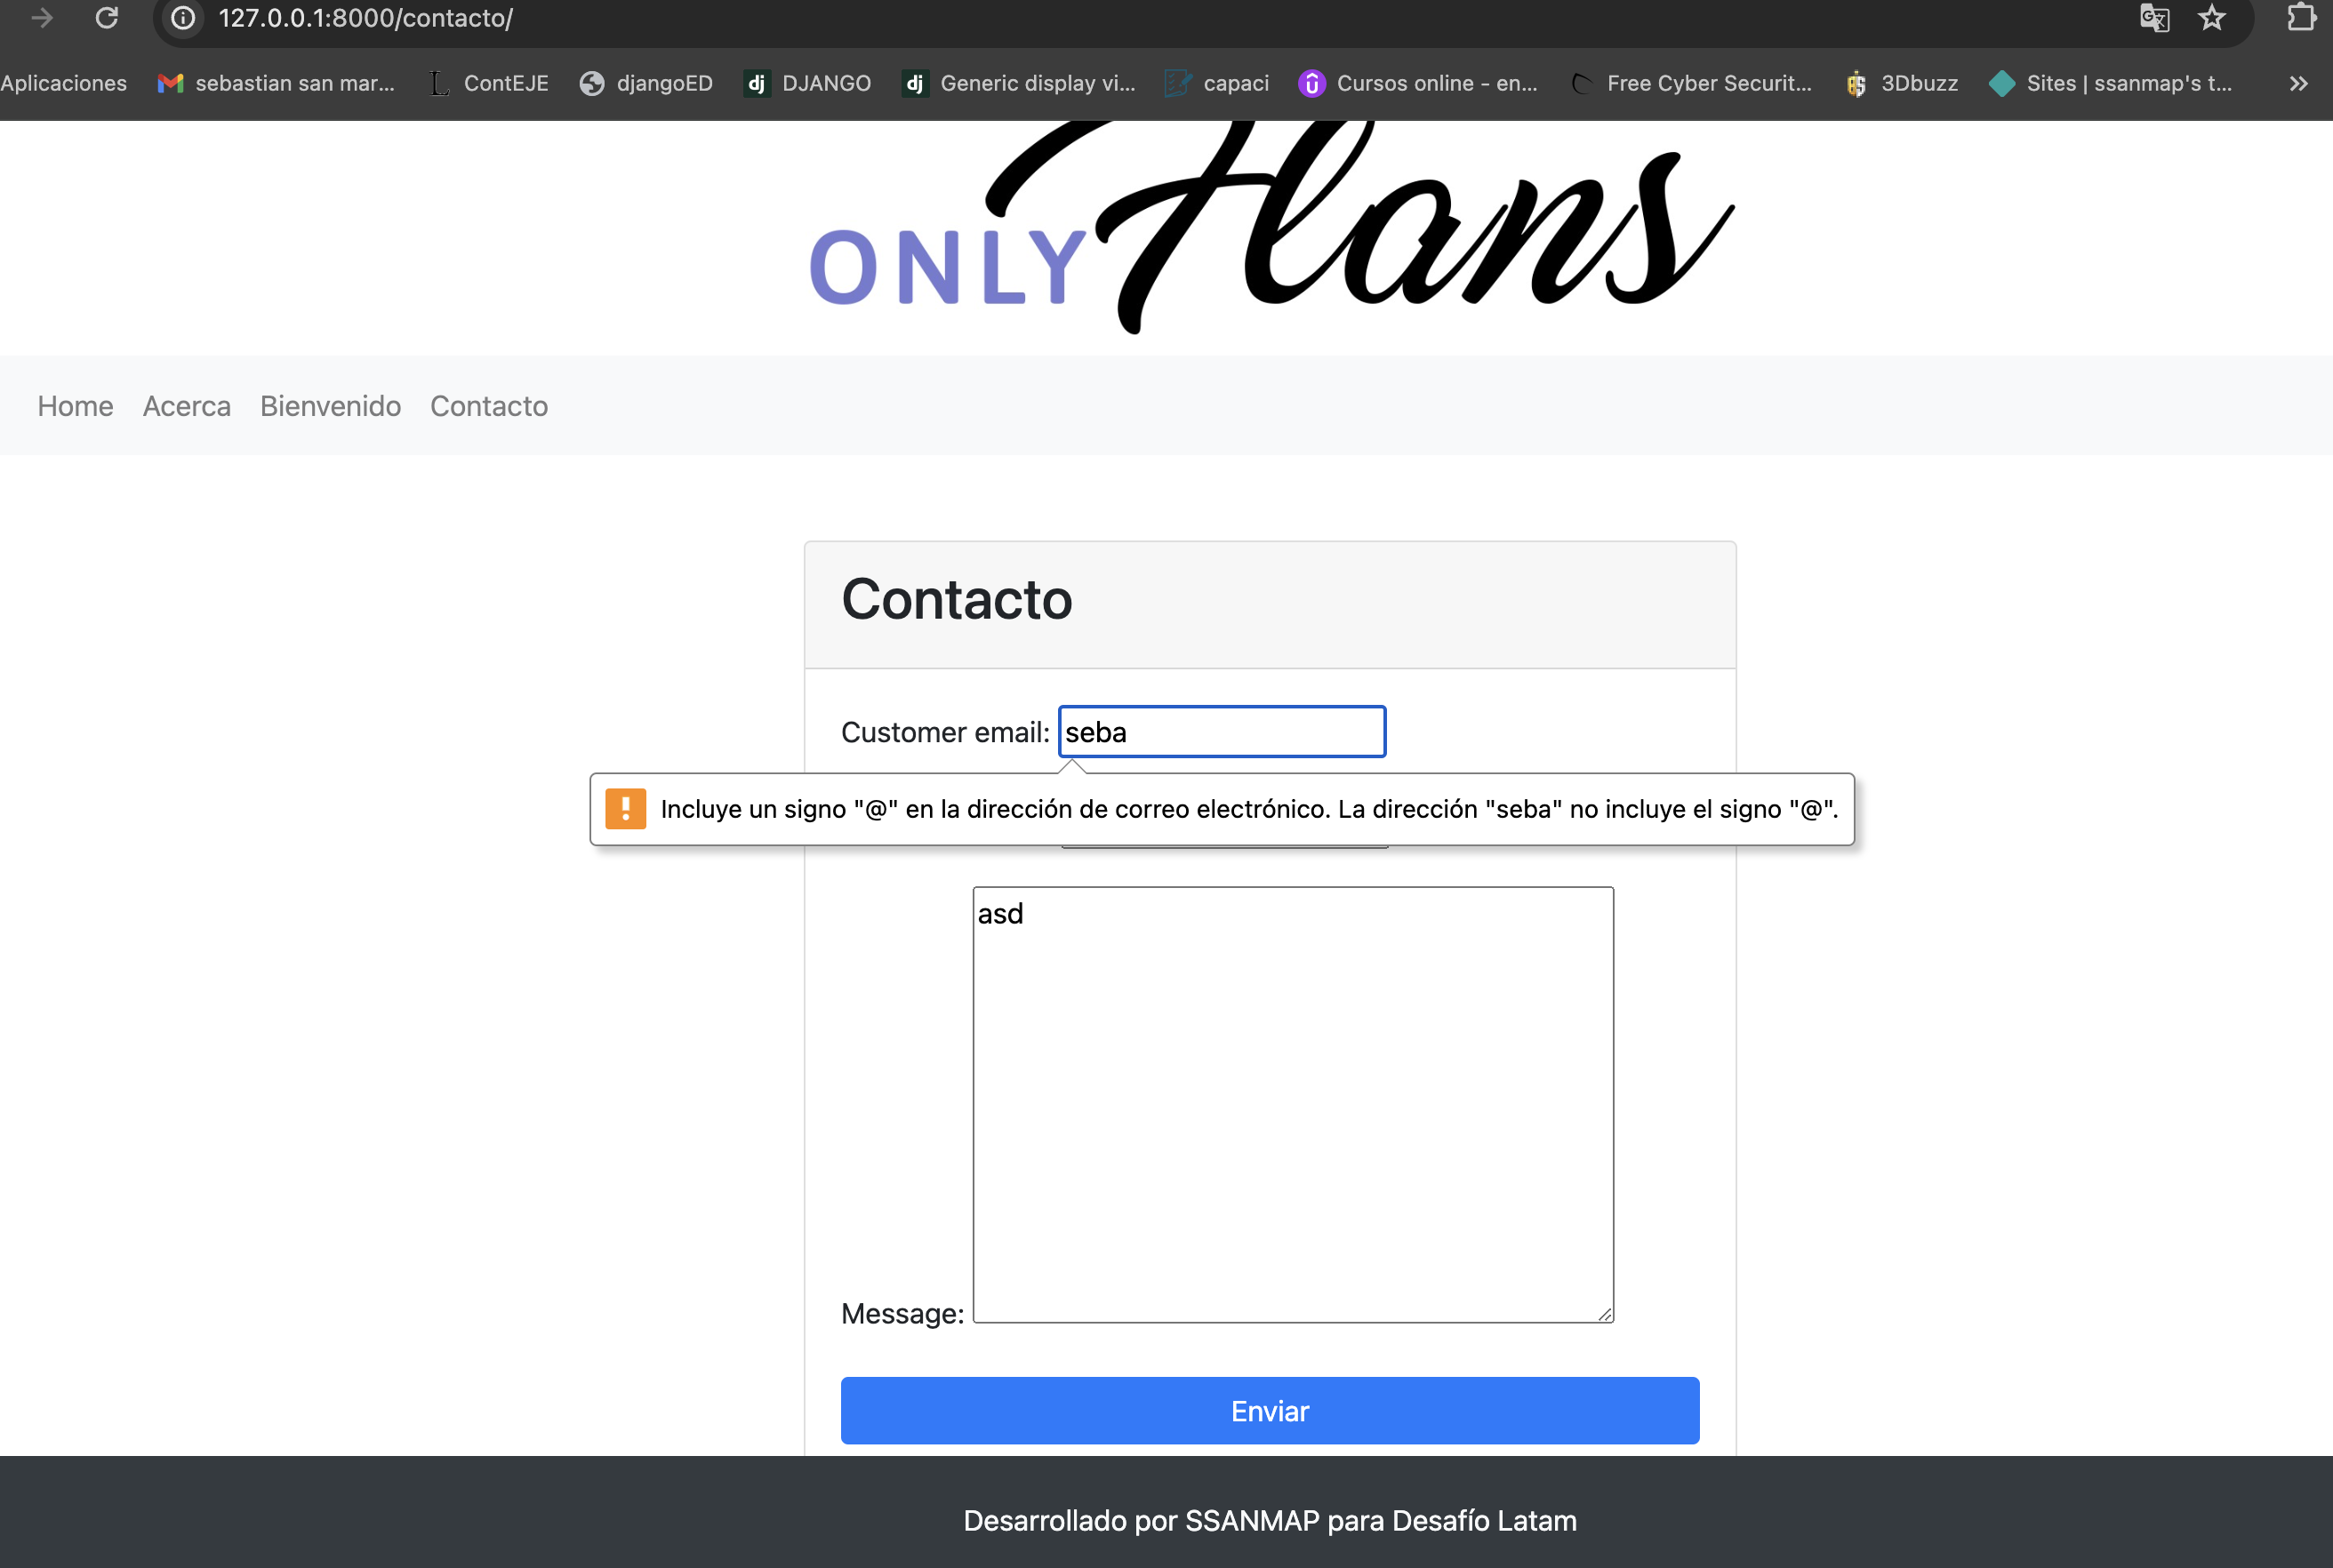 127.0.0.1:8000/contacto/
Aplicaciones sebastian san mar... ContEJE djangoED DJANGO Generic display vi... capaci Cursos online - en... Free Cyber Securit... 3Dbuzz Sites | ssanmap's t... »
ONLY Flans
Home Acerca Bienvenido Contacto
Contacto
Customer email: seba
Incluye un signo "@" en la dirección de correo electrónico. La dirección "seba" no incluye el signo "@".
asd
Message:
Enviar
Desarrollado por SSANMAP para Desafío Latam